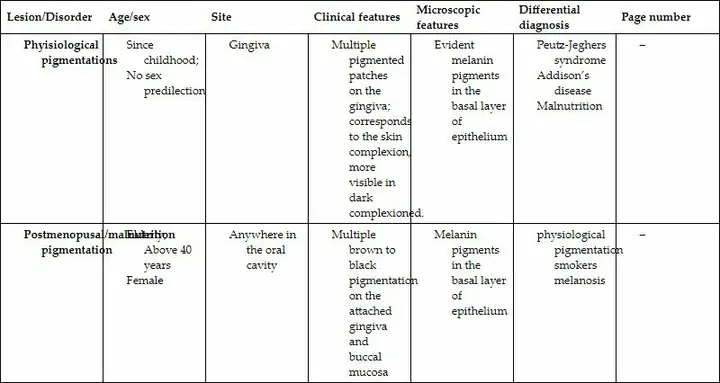 Lesion/Disorder
Age/sex
Site
Clinical features
Microscopic
features
Differential
diagnosis
Page number
Phyisiological
pigmentations
Since
childhood;
No sex
predilection
Gingiva
Multiple
pigmented
patches
on the
gingiva;
corresponds
to the skin
complexion,
more
visible in
dark
complexioned.
Evident
melanin
pigments
in the
basal layer
of
epithelium
Peutz-Jeghers
syndrome
Addison's
disease
Malnutrition
–
Postmenopusal/malnutrition
pigmentation
Above 40
years
Female
Anywhere in
the oral
cavity
Multiple
brown to
black
pigmentation
on the
attached
gingiva
and
buccal
mucosa
Melanin
pigments
in the
basal layer
of
epithelium
physiological
pigmentation
smokers
melanosis
–